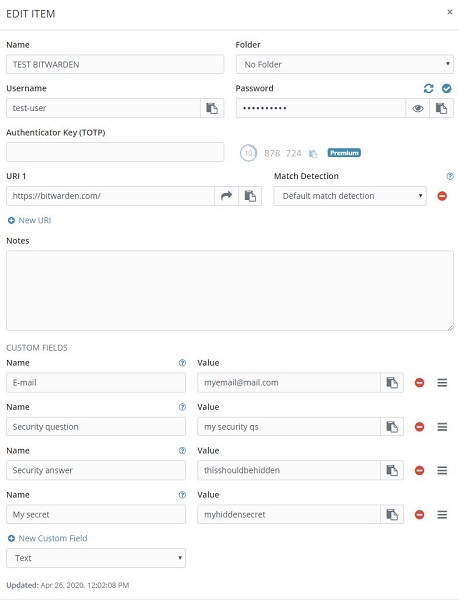 EDIT ITEM ×
Name Folder
TEST BITWARDEN No Folder
Username Password
test-user ••••••••••
Authenticator Key (TOTP)
10 878 724 Premium
URI 1 Match Detection
https://bitwarden.com/ Default match detection
New URI
Notes
CUSTOM FIELDS
Name Value
E-mail myemail@mail.com
Name Value
Security question my security qs
Name Value
Security answer thisshouldbehidden
Name Value
My secret myhiddensecret
New Custom Field
Text
Updated: Apr 26, 2020, 12:02:08 PM